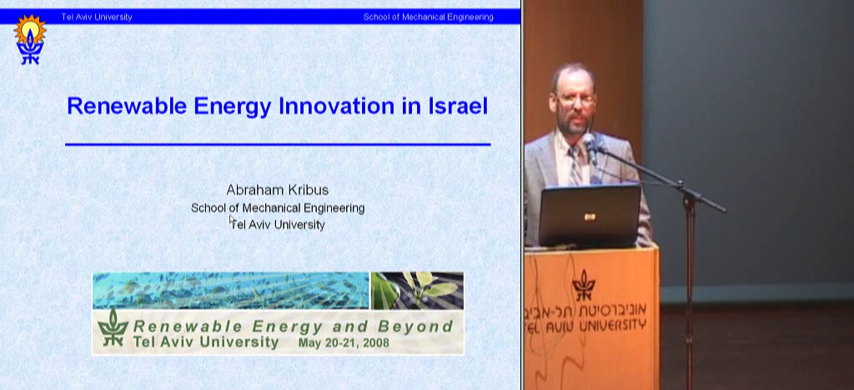 Tel Aviv University
School of Mechanical Engineering
Renewable Energy Innovation in Israel
Abraham Kribus
School of Mechanical Engineering
Tel Aviv University
Renewable Energy and Beyond
Tel Aviv University May 20-21, 2008
hp
אוניברסיטת תל-אביב
TEL AVIV UNIVERSITY